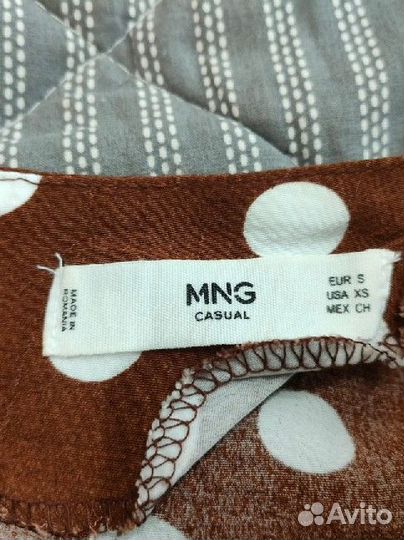 MADE IN
ROMANIA
MNG
CASUAL
EUR S
USA XS
MEX CH
Avito